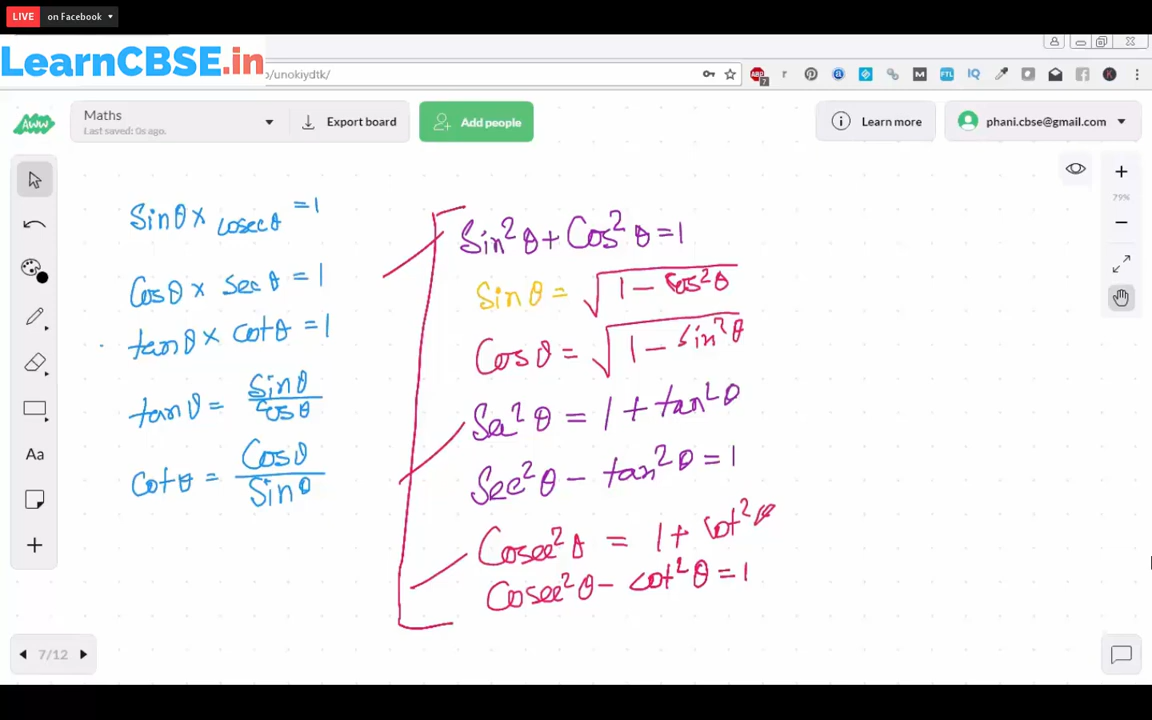 LIVE on Facebook
LearnCBSE.in
o/unokiydtk/
Maths
Last saved: 0s ago.
Export board
Add people
Learn more
phani.cbse@gmail.com
79%
Sinθ × cosecθ = 1
Cosθ × secθ = 1
tanθ × cotθ = 1
tanθ = Sinθ/cosθ
Cotθ = Cosθ/Sinθ
Sin²θ + Cos²θ = 1
Sinθ = √(1 - Cos²θ)
Cosθ = √(1 - sin²θ)
Sec²θ = 1 + tan²θ
Sec²θ - tan²θ = 1
Cosec²θ = 1 + cot²θ
Cosec²θ - cot²θ = 1
Aa
7/12